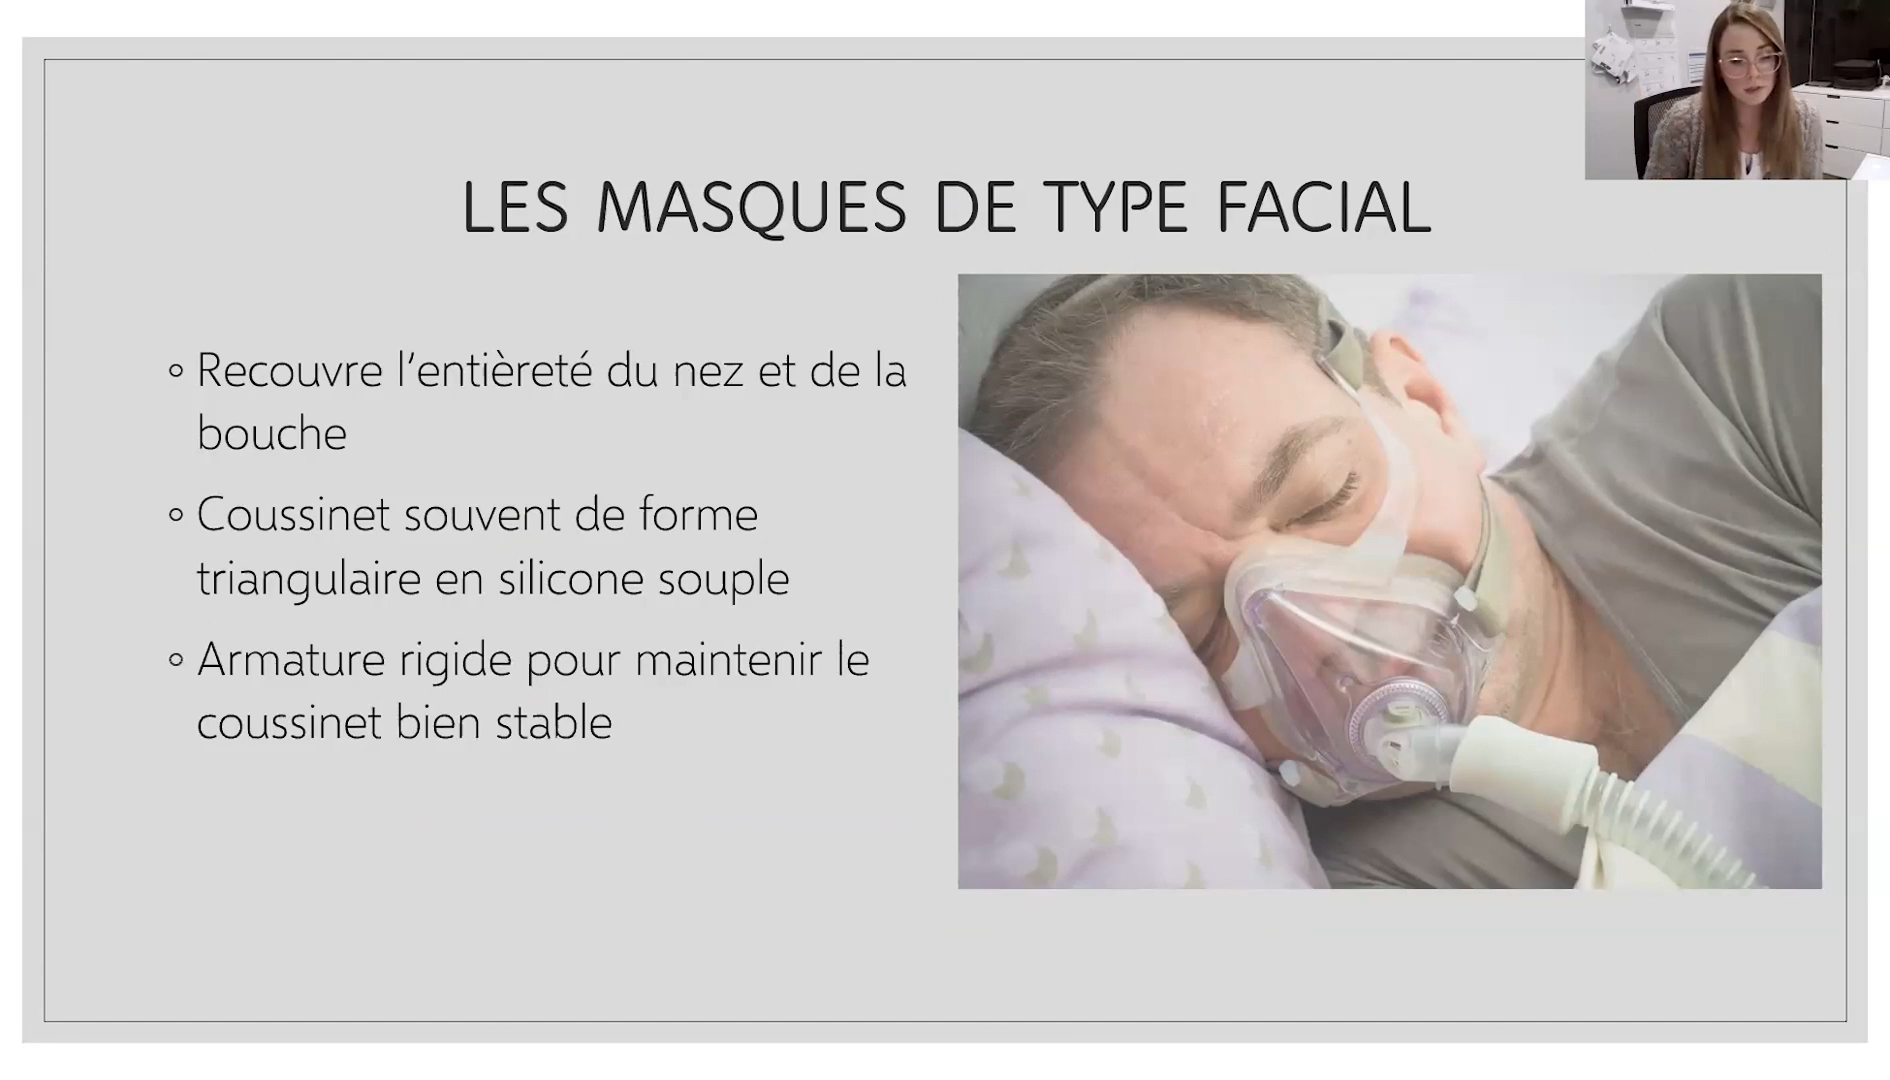 LES MASQUES DE TYPE FACIAL
◦ Recouvre l’entièreté du nez et de la
bouche
◦ Coussinet souvent de forme
triangulaire en silicone souple
◦ Armature rigide pour maintenir le
coussinet bien stable